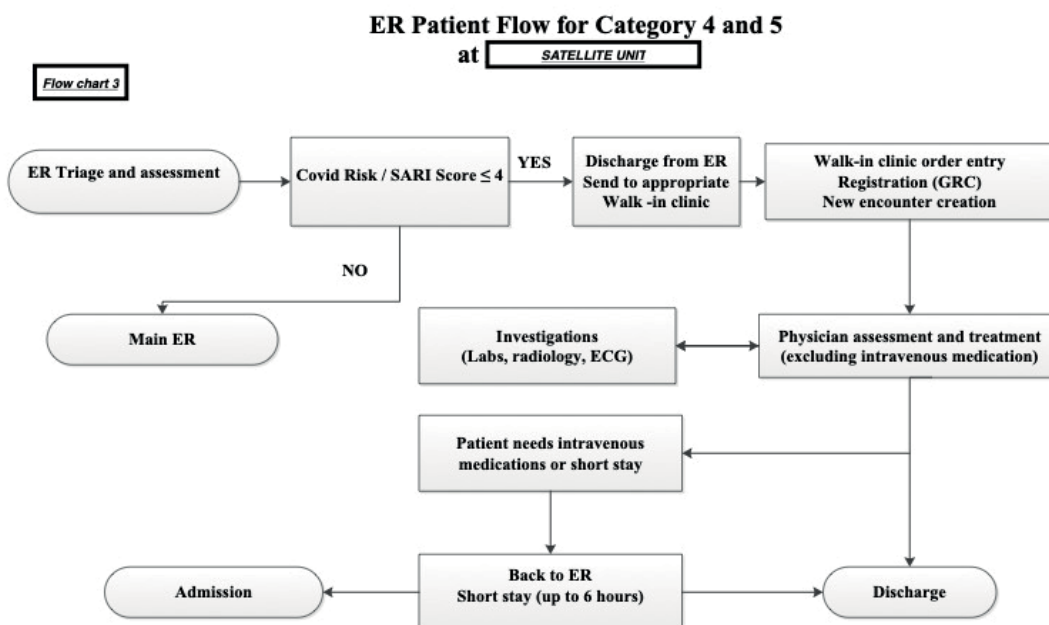 ER Patient Flow for Category 4 and 5
at SATELLITE UNIT
Flow chart 3
ER Triage and assessment
Covid Risk / SARI Score ≤ 4
YES
Discharge from ER
Send to appropriate
Walk -in clinic
Walk-in clinic order entry
Registration (GRC)
New encounter creation
NO
Main ER
Investigations
(Labs, radiology, ECG)
Physician assessment and treatment
(excluding intravenous medication)
Patient needs intravenous
medications or short stay
Admission
Back to ER
Short stay (up to 6 hours)
Discharge